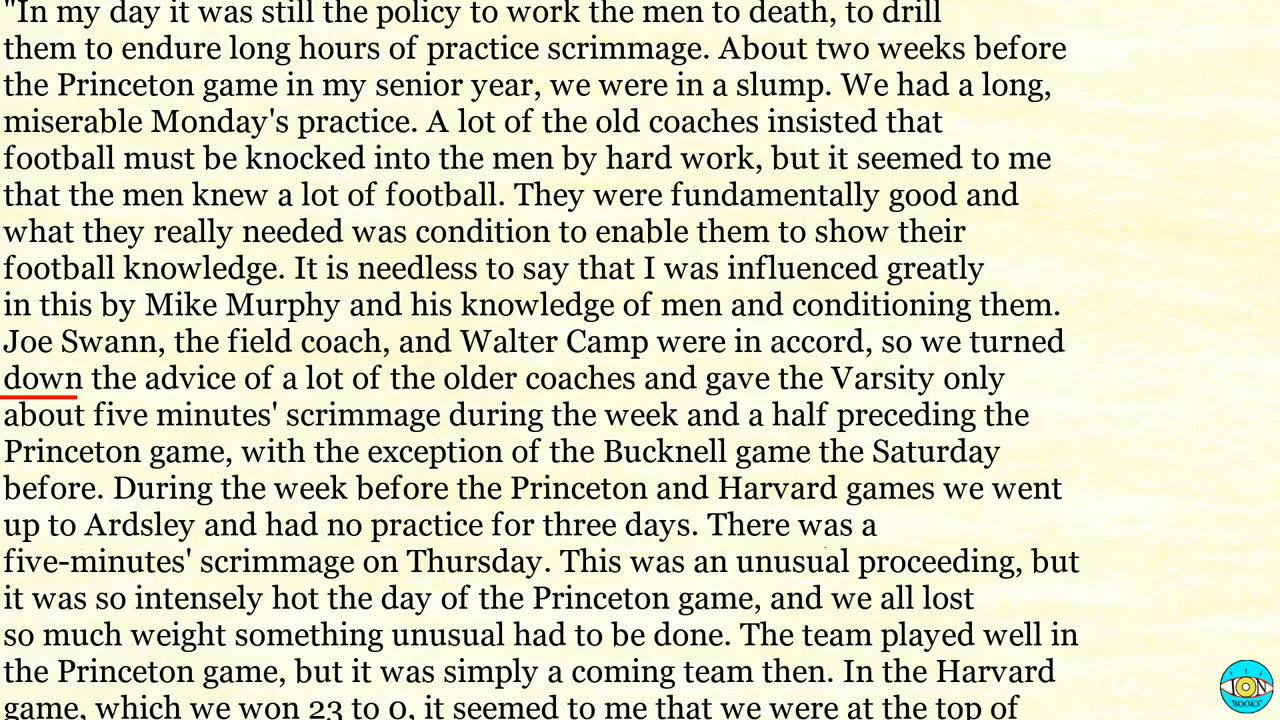 "In my day it was still the policy to work the men to death, to drill
them to endure long hours of practice scrimmage. About two weeks before
the Princeton game in my senior year, we were in a slump. We had a long,
miserable Monday's practice. A lot of the old coaches insisted that
football must be knocked into the men by hard work, but it seemed to me
that the men knew a lot of football. They were fundamentally good and
what they really needed was condition to enable them to show their
football knowledge. It is needless to say that I was influenced greatly
in this by Mike Murphy and his knowledge of men and conditioning them.
Joe Swann, the field coach, and Walter Camp were in accord, so we turned
down the advice of a lot of the older coaches and gave the Varsity only
about five minutes' scrimmage during the week and a half preceding the
Princeton game, with the exception of the Bucknell game the Saturday
before. During the week before the Princeton and Harvard games we went
up to Ardsley and had no practice for three days. There was a
five-minutes' scrimmage on Thursday. This was an unusual proceeding, but
it was so intensely hot the day of the Princeton game, and we all lost
so much weight something unusual had to be done. The team played well in
the Princeton game, but it was simply a coming team then. In the Harvard
game, which we won 23 to 0, it seemed to me that we were at the top of
ION
BOOKS